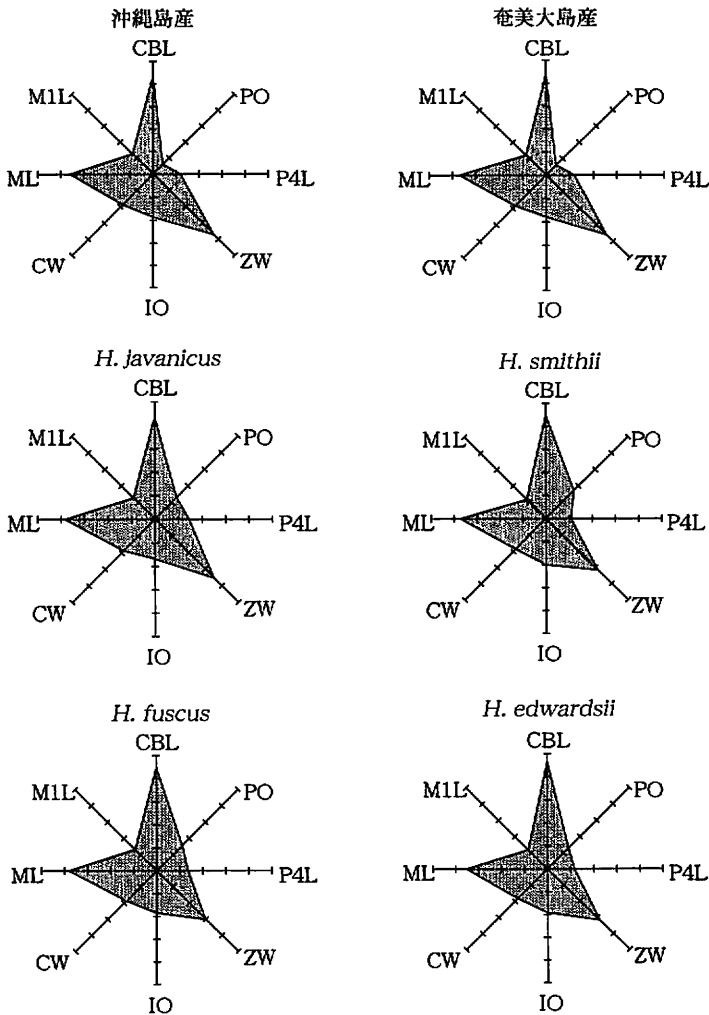 沖縄島産
CBL
M1L
PO
ML
P4L
CW
ZW
IO
奄美大島産
CBL
M1L
PO
ML
P4L
CW
ZW
IO
H. javanicus
CBL
M1L
PO
ML
P4L
CW
ZW
IO
H. smithii
CBL
M1L
PO
ML
P4L
CW
ZW
IO
H. fuscus
CBL
M1L
PO
ML
P4L
CW
ZW
IO
H. edwardsii
CBL
M1L
PO
ML
P4L
CW
ZW
IO